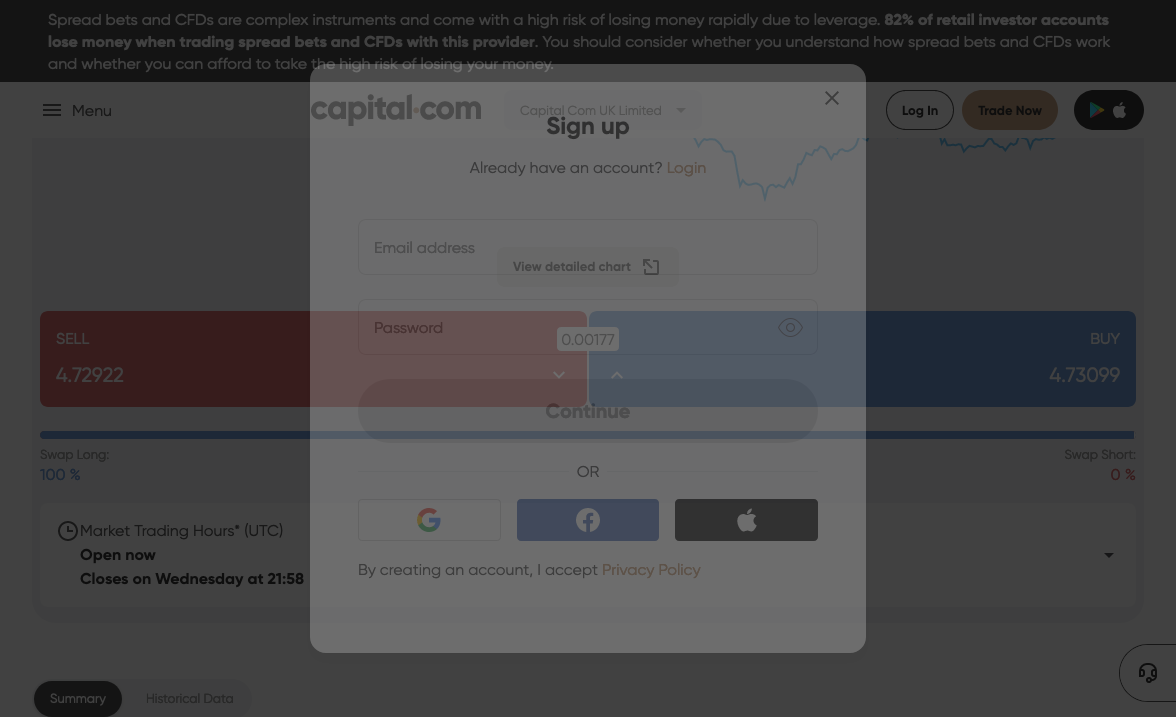 Spread bets and CFDs are complex instruments and come with a high risk of losing money rapidly due to leverage. 82% of retail investor accounts
lose money when trading spread bets and CFDs with this provider. You should consider whether you understand how spread bets and CFDs work
and whether you can afford to take the high risk of losing your money.
Menu
capital.com
Capital Com UK Limited
Log In
Trade Now
Sign up
Already have an account? Login
Email address
View detailed chart
Password
SELL
0.00177
BUY
4.72922
4.73099
Continue
Swap Long:
Swap Short:
100 %
0 %
OR
Market Trading Hours* (UTC)
Open now
Closes on Wednesday at 21:58
By creating an account, I accept Privacy Policy
Summary
Historical Data